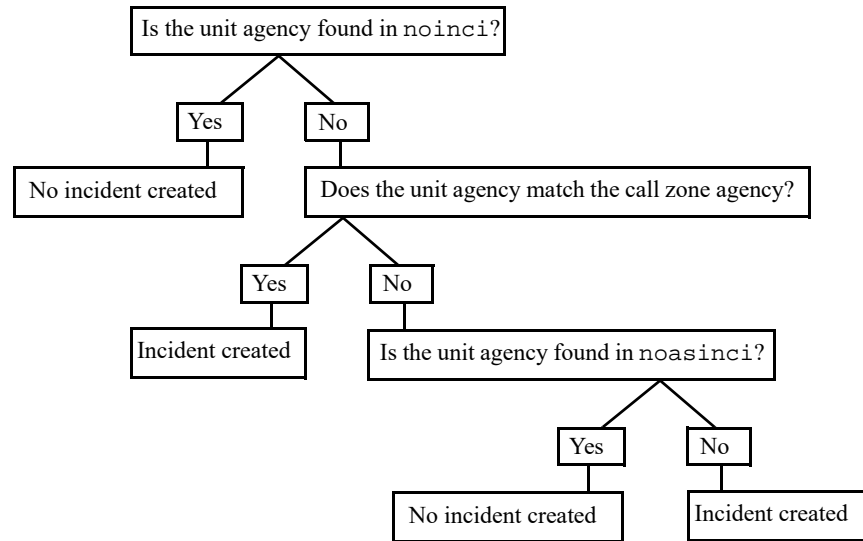 Is the unit agency found in noinci?
Yes
No
No incident created
Does the unit agency match the call zone agency?
Yes
No
Incident created
Is the unit agency found in noasinci?
Yes
No
No incident created
Incident created